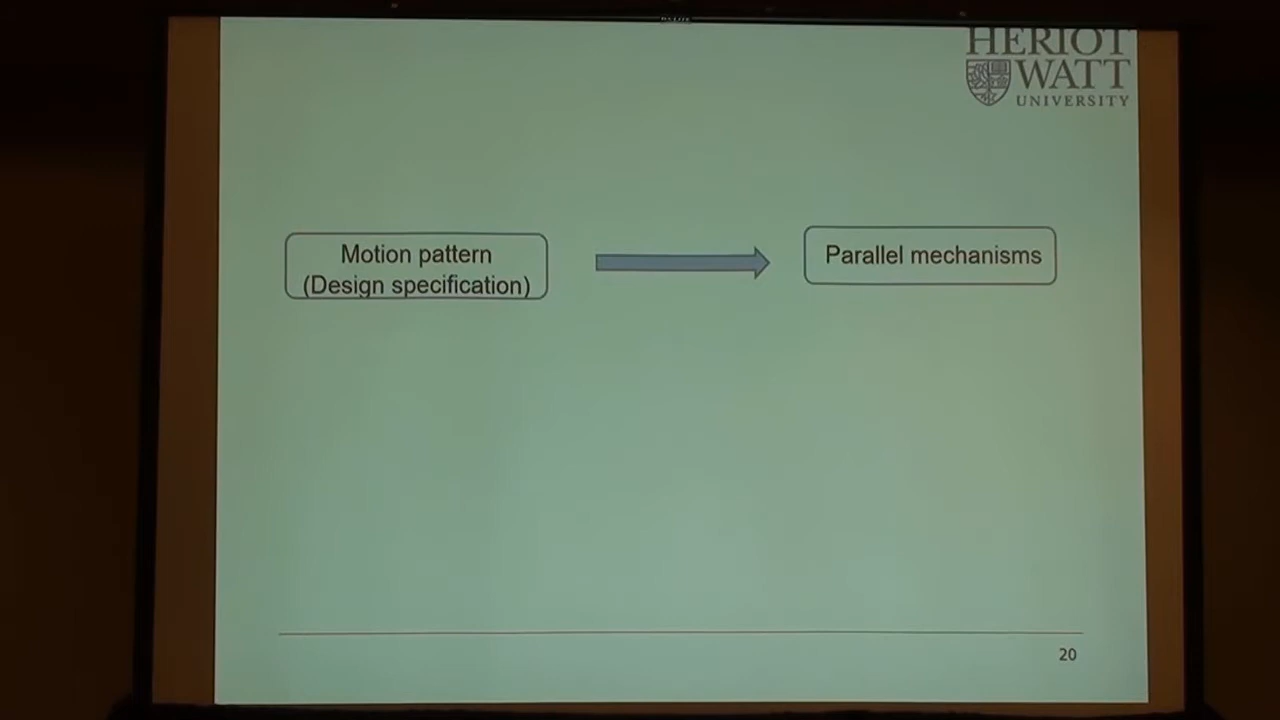 HERIOT
WATT
UNIVERSITY
Motion pattern
(Design specification)
Parallel mechanisms
20